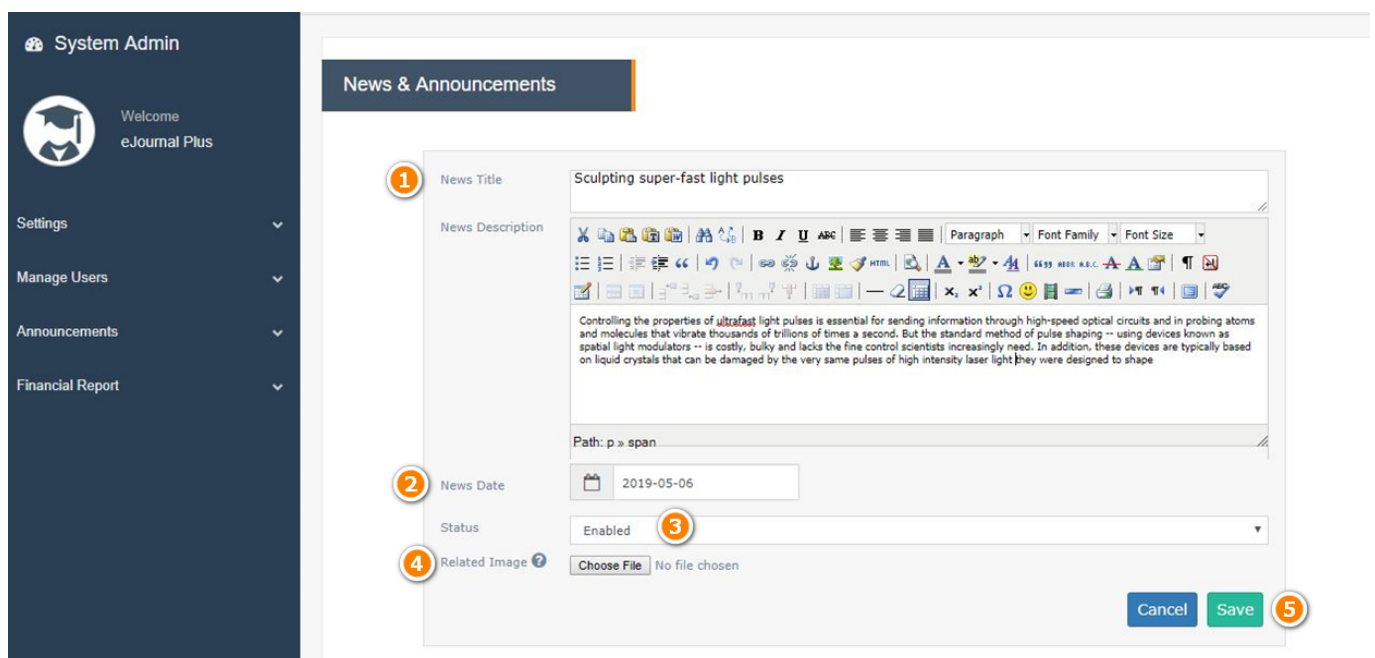 System Admin
Welcome
eJournal Plus
Settings
Manage Users
Announcements
Financial Report
News & Announcements
1 News Title Sculpting super-fast light pulses
News Description
B I U ABC Paragraph Font Family Font Size
HTML A A A
Ω
Controlling the properties of ultrafast light pulses is essential for sending information through high-speed optical circuits and in probing atoms
and molecules that vibrate thousands of trillions of times a second. But the standard method of pulse shaping -- using devices known as
spatial light modulators -- is costly, bulky and lacks the fine control scientists increasingly need. In addition, these devices are typically based
on liquid crystals that can be damaged by the very same pulses of high intensity laser light they were designed to shape
Path: p » span
2 News Date 2019-05-06
Status Enabled 3
4 Related Image ? Choose File No file chosen
Cancel Save 5